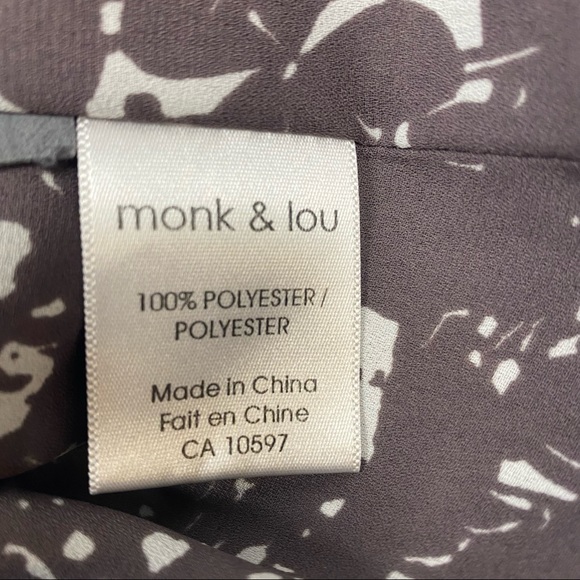 monk & lou
100% POLYESTER /
POLYESTER
Made in China
Fait en Chine
CA 10597